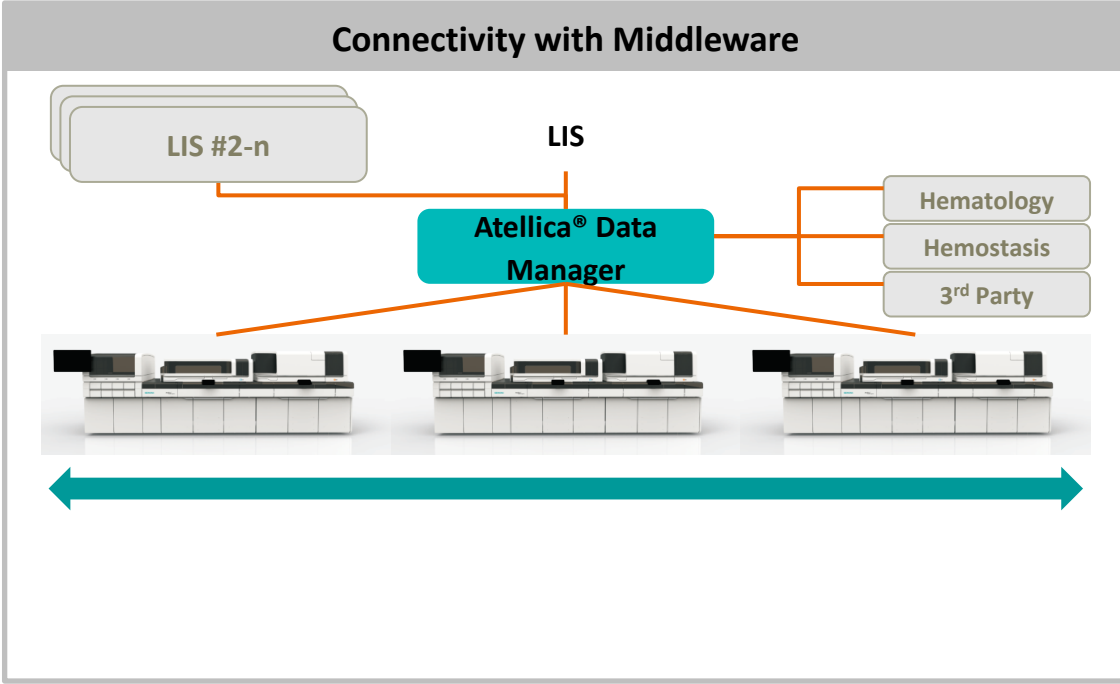 Connectivity with Middleware
LIS #2-n
LIS
Atellica® Data
Manager
Hematology
Hemostasis
3rd Party